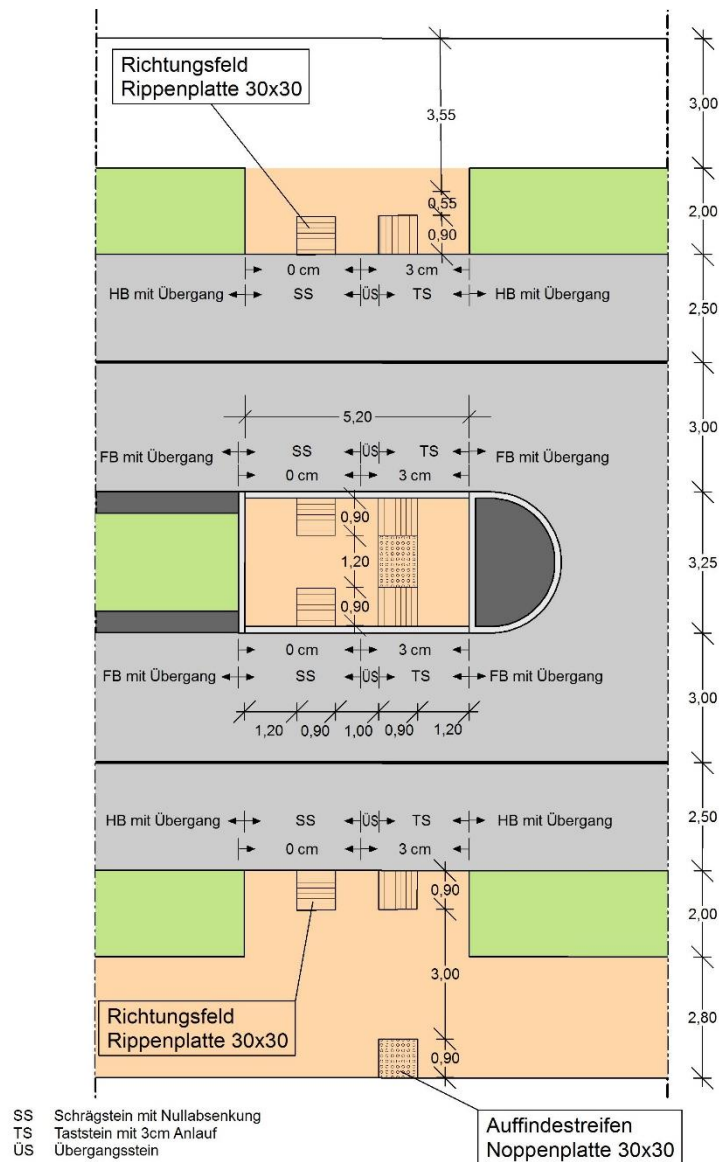 Richtungsfeld
Rippenplatte 30x30
3,55
3,00
0,55
0,90
2,00
0 cm
3 cm
HB mit Übergang
SS
ÜS
TS
HB mit Übergang
2,50
5,20
3,00
FB mit Übergang
SS
ÜS
TS
FB mit Übergang
0 cm
3 cm
0,90
1,20
0,90
3,25
0 cm
3 cm
FB mit Übergang
SS
ÜS
TS
FB mit Übergang
3,00
1,20
0,90
1,00
0,90
1,20
HB mit Übergang
SS
ÜS
TS
HB mit Übergang
2,50
0 cm
3 cm
0,90
2,00
3,00
Richtungsfeld
Rippenplatte 30x30
2,80
0,90
SS Schrägstein mit Nullabsenkung
TS Taststein mit 3cm Anlauf
ÜS Übergangsstein
Auffindestreifen
Noppenplatte 30x30